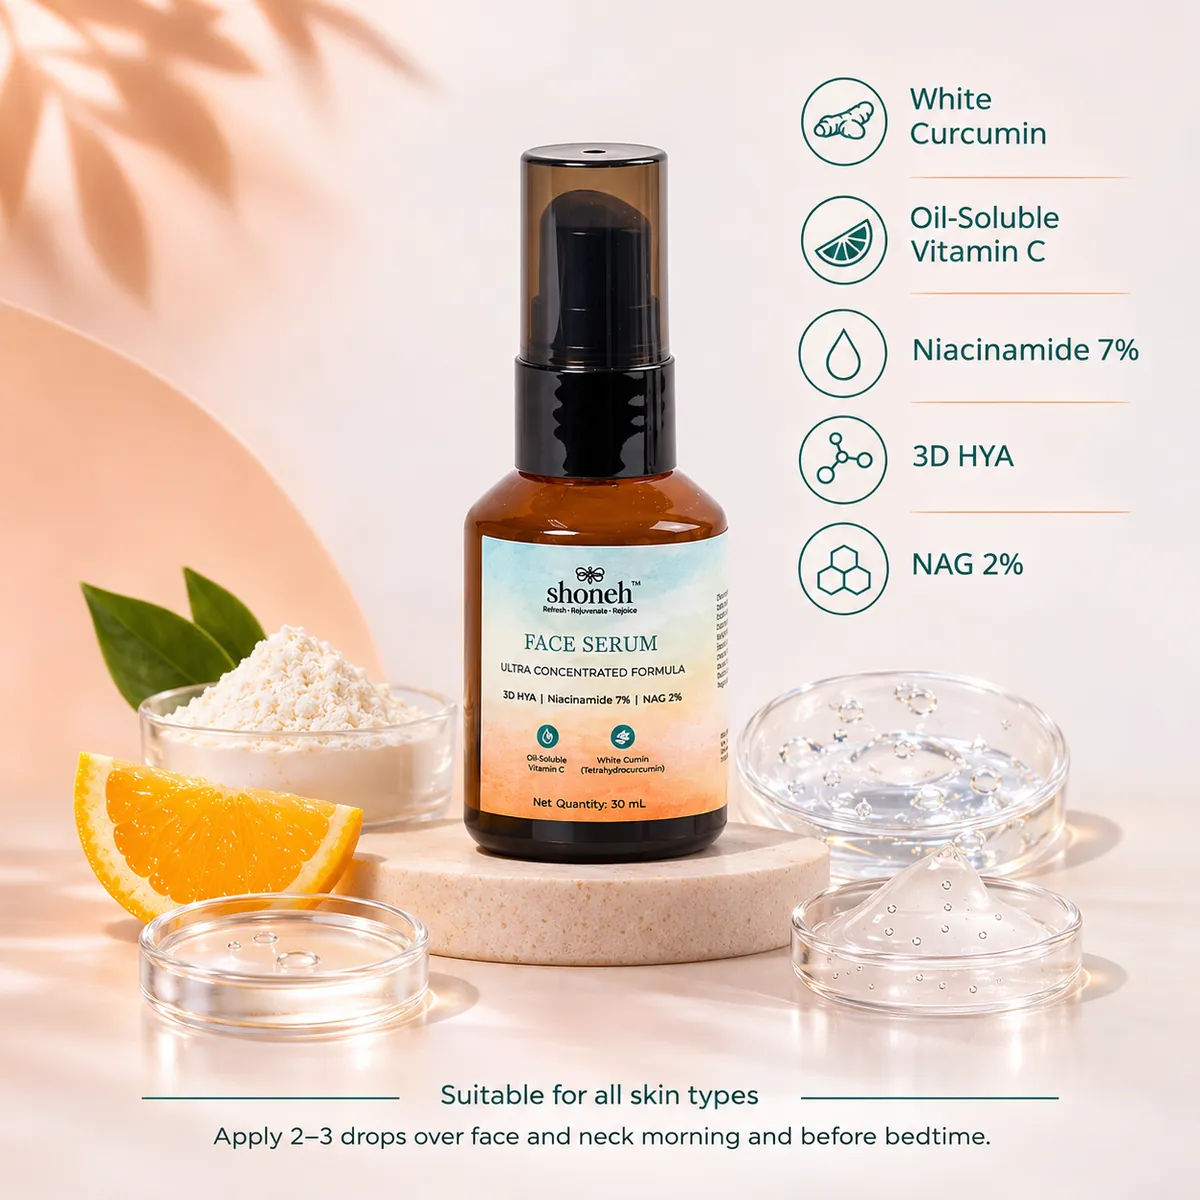 White
Curcumin
Oil-Soluble
Vitamin C
Niacinamide 7%
3D HYA
NAG 2%
shoneh™
Refresh • Rejuvenate • Rejoice
FACE SERUM
ULTRA CONCENTRATED FORMULA
3D HYA | Niacinamide 7% | NAG 2%
Oil-Soluble
Vitamin C
White Cumin
(Tetrahydrocurcumin)
Net Quantity: 30 mL
Suitable for all skin types
Apply 2–3 drops over face and neck morning and before bedtime.